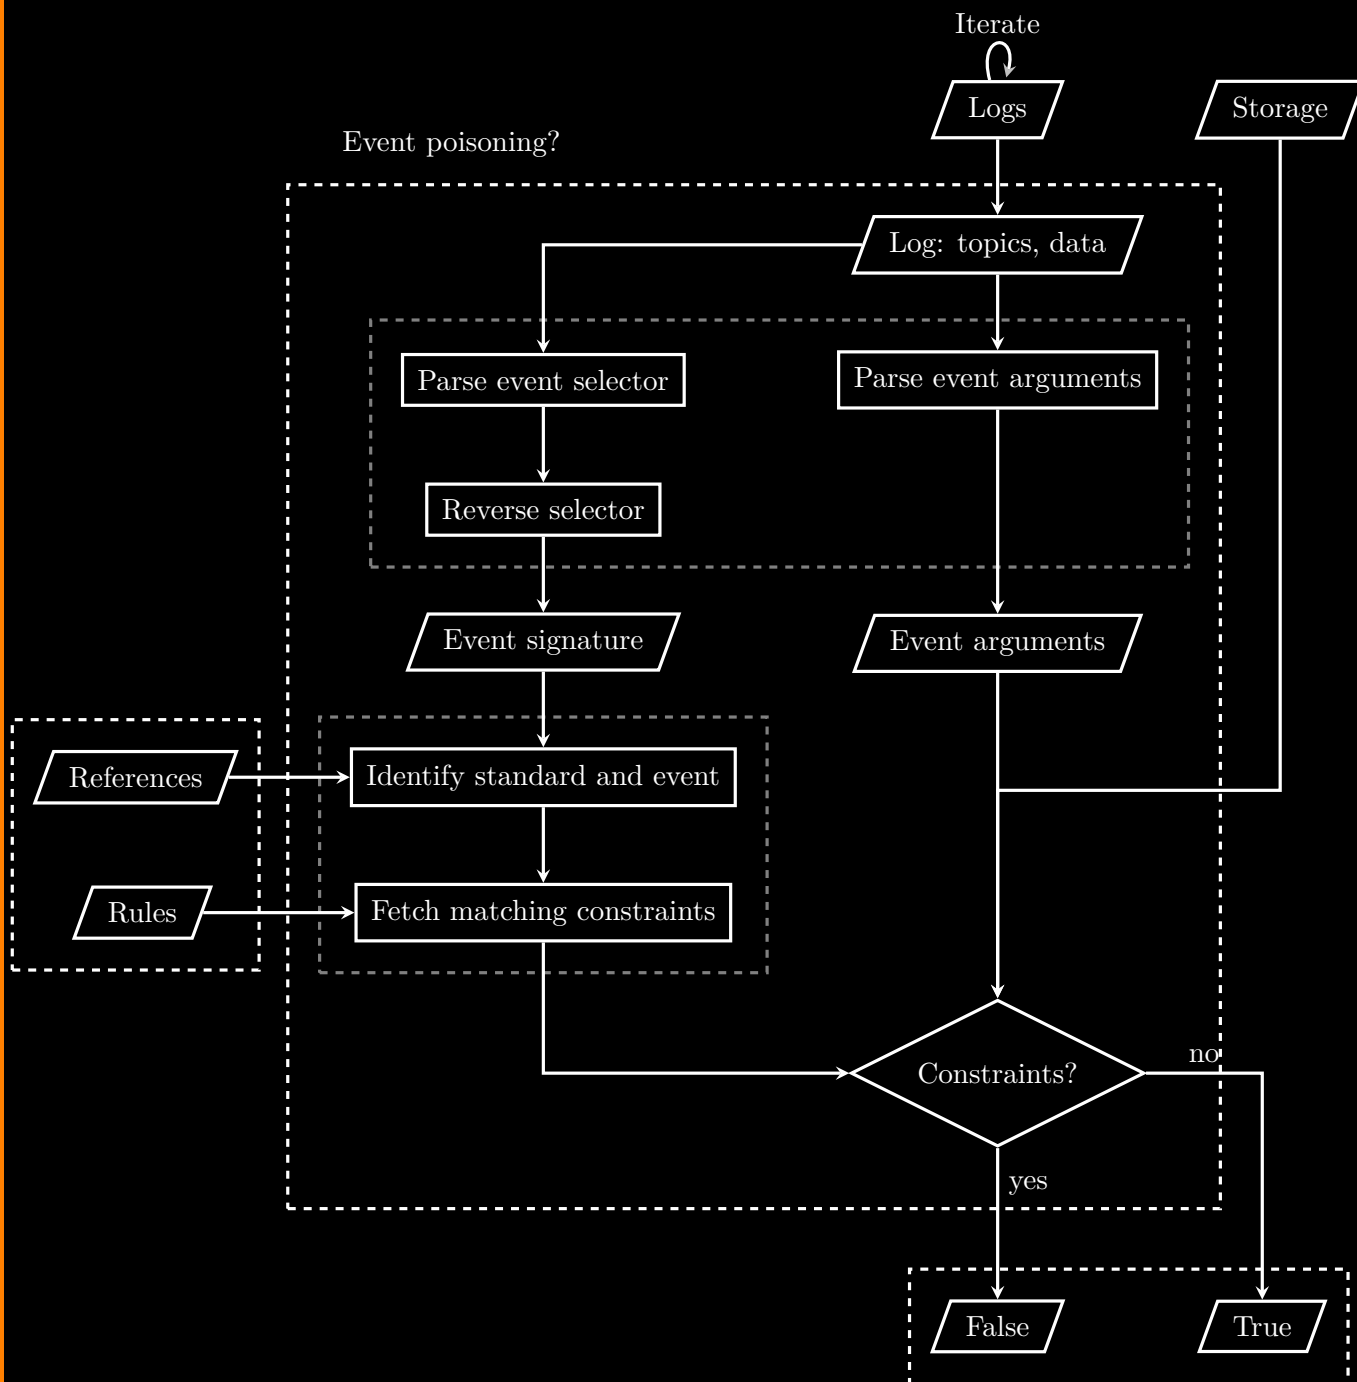 Iterate
Logs
Storage
Event poisoning?
Log: topics, data
Parse event selector
Parse event arguments
Reverse selector
Event signature
Event arguments
References
Identify standard and event
Rules
Fetch matching constraints
no
Constraints?
yes
False
True